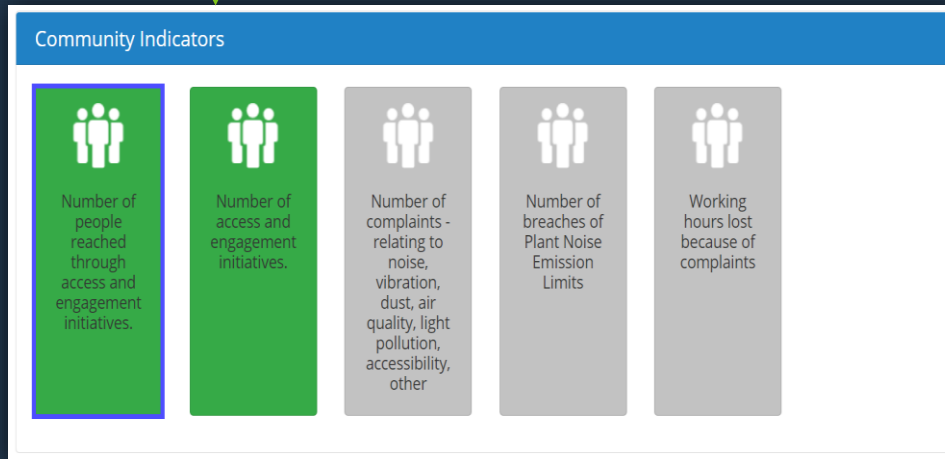 Community Indicators
Number of
people
reached
through
access and
engagement
initiatives.
Number of
access and
engagement
initiatives.
Number of
complaints -
relating to
noise,
vibration,
dust, air
quality, light
pollution,
accessibility,
other
Number of
breaches of
Plant Noise
Emission
Limits
Working
hours lost
because of
complaints